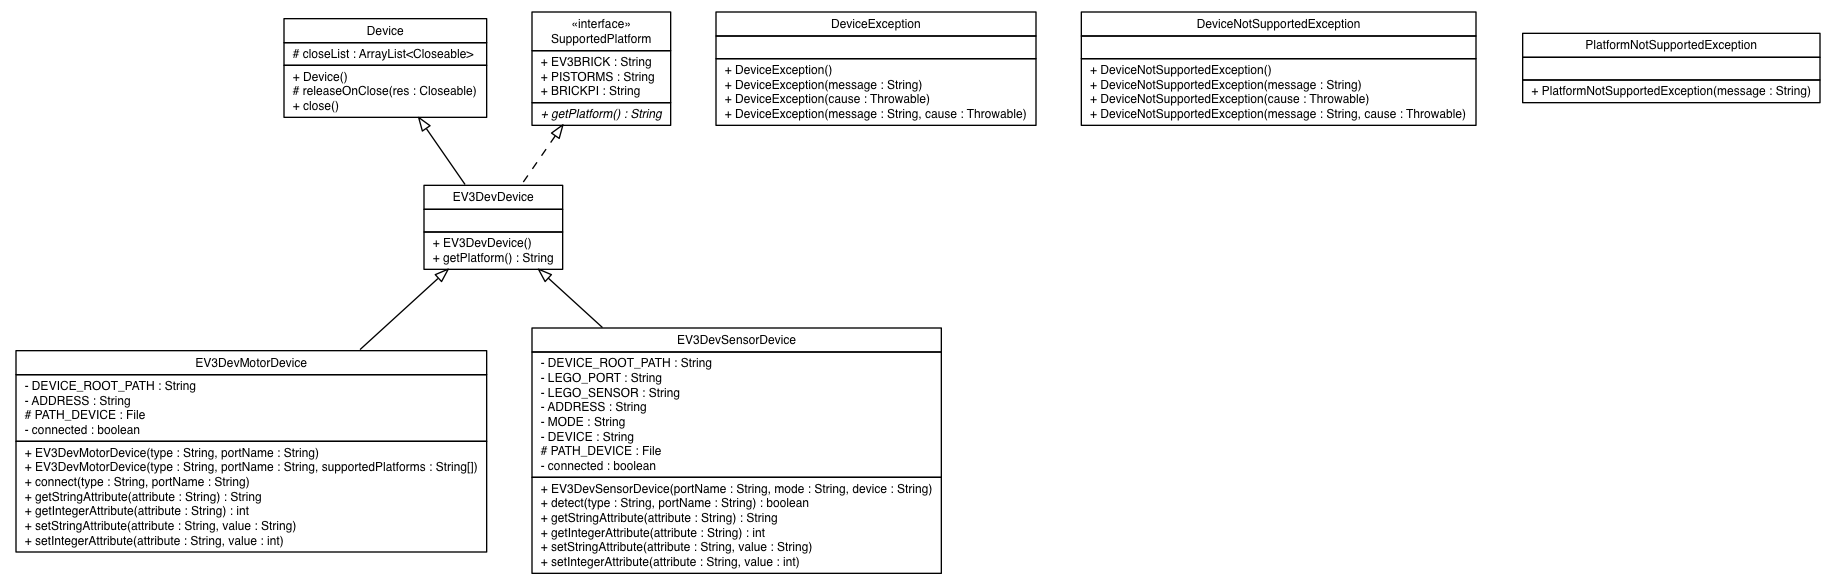 Device
# closeList : ArrayList<Closeable>
+ Device()
# releaseOnClose(res : Closeable)
+ close()
«interface»
SupportedPlatform
+ EV3BRICK : String
+ PISTORMS : String
+ BRICKPI : String
+ getPlatform() : String
DeviceException
+ DeviceException()
+ DeviceException(message : String)
+ DeviceException(cause : Throwable)
+ DeviceException(message : String, cause : Throwable)
DeviceNotSupportedException
+ DeviceNotSupportedException()
+ DeviceNotSupportedException(message : String)
+ DeviceNotSupportedException(cause : Throwable)
+ DeviceNotSupportedException(message : String, cause : Throwable)
PlatformNotSupportedException
+ PlatformNotSupportedException(message : String)
EV3DevDevice
+ EV3DevDevice()
+ getPlatform() : String
EV3DevMotorDevice
- DEVICE_ROOT_PATH : String
- ADDRESS : String
# PATH_DEVICE : File
- connected : boolean
+ EV3DevMotorDevice(type : String, portName : String)
+ EV3DevMotorDevice(type : String, portName : String, supportedPlatforms : String[])
+ connect(type : String, portName : String)
+ getStringAttribute(attribute : String) : String
+ getIntegerAttribute(attribute : String) : int
+ setStringAttribute(attribute : String, value : String)
+ setIntegerAttribute(attribute : String, value : int)
EV3DevSensorDevice
- DEVICE_ROOT_PATH : String
- LEGO_PORT : String
- LEGO_SENSOR : String
- ADDRESS : String
- MODE : String
- DEVICE : String
# PATH_DEVICE : File
- connected : boolean
+ EV3DevSensorDevice(portName : String, mode : String, device : String)
+ detect(type : String, portName : String) : boolean
+ getStringAttribute(attribute : String) : String
+ getIntegerAttribute(attribute : String) : int
+ setStringAttribute(attribute : String, value : String)
+ setIntegerAttribute(attribute : String, value : int)